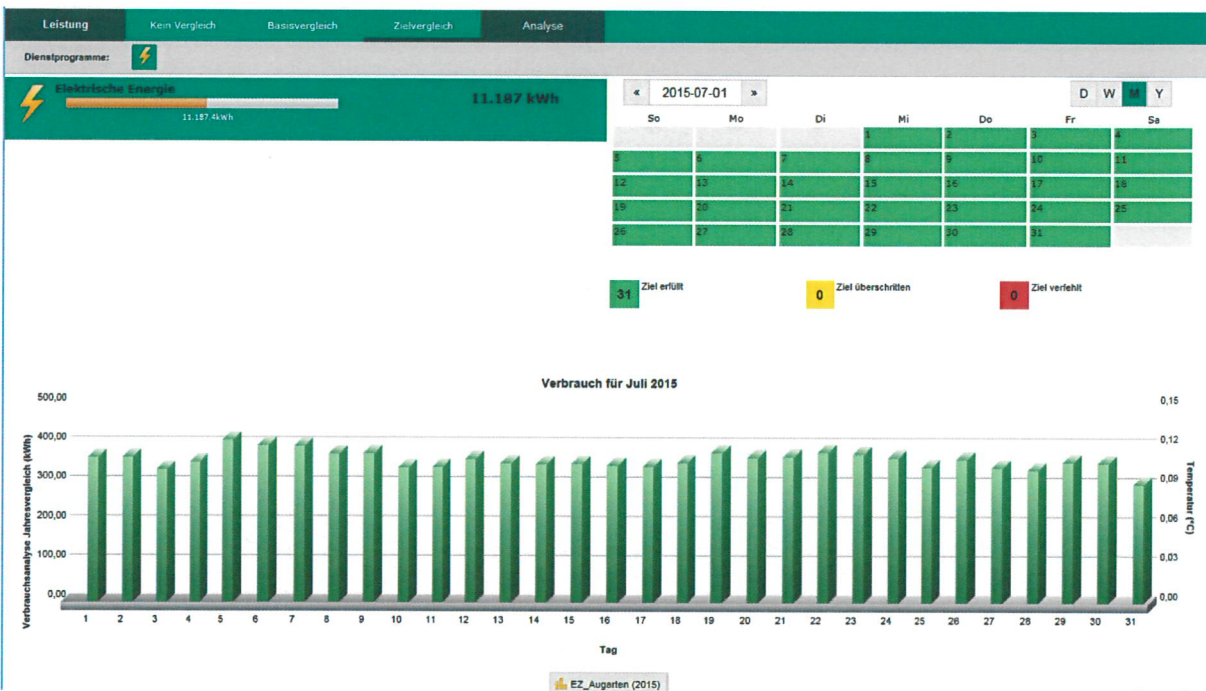 Leistung Kein Vergleich Basisvergleich Zielvergleich Analyse
Dienstprogramme:
Elektrische Energie 11.187 kWh
11.187,4kWh
« 2015-07-01 » D W M Y
So Mo Di Mi Do Fr Sa
1 2 3 4
5 6 7 8 9 10 11
12 13 14 15 16 17 18
19 20 21 22 23 24 25
26 27 28 29 30 31
31 Ziel erfüllt 0 Ziel überschritten 0 Ziel verfehlt
Verbrauch für Juli 2015
Verbrauchsanalyse Jahresvergleich (kWh)
500,00
400,00
300,00
200,00
100,00
0,00
0,15
0,12
0,09
0,06
0,03
0,00
Temperatur (°C)
1 2 3 4 5 6 7 8 9 10 11 12 13 14 15 16 17 18 19 20 21 22 23 24 25 26 27 28 29 30 31
Tag
EZ_Augarten (2015)